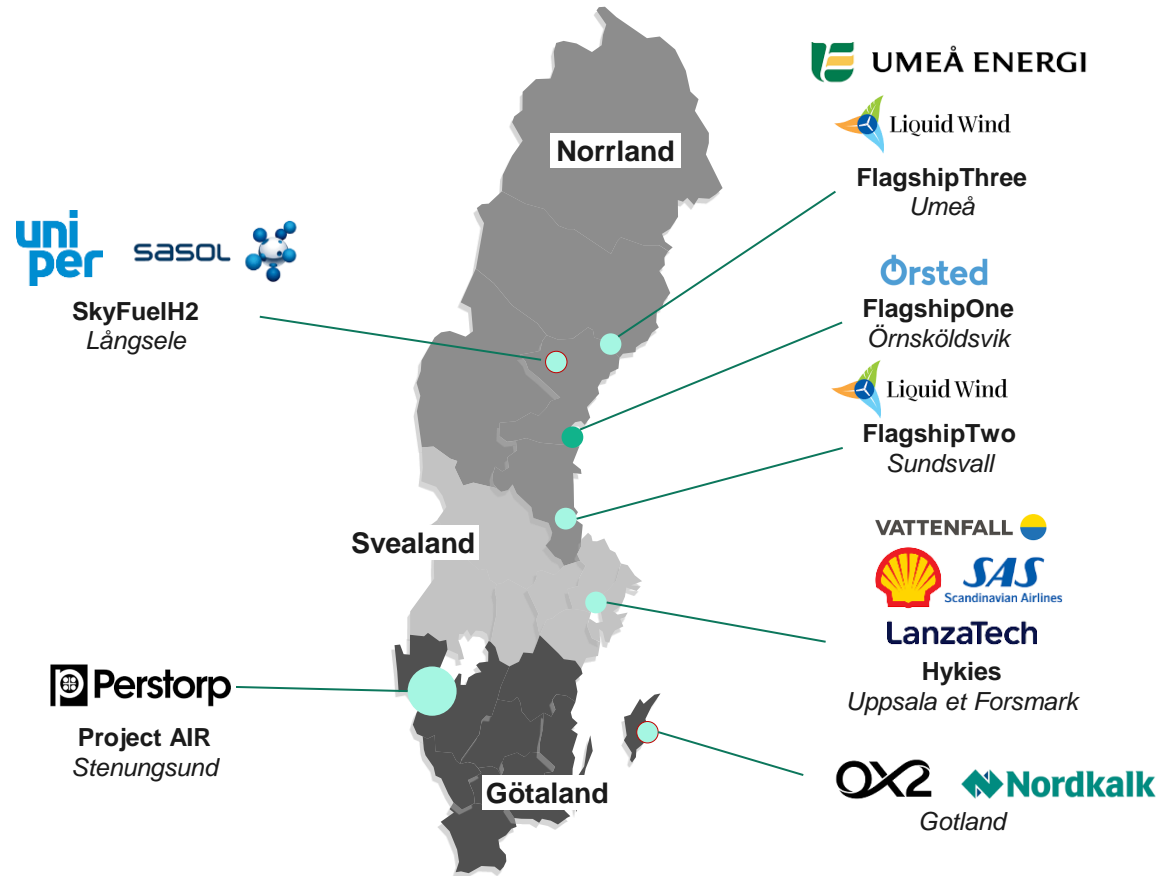 UMEÅ ENERGI
Liquid Wind
FlagshipThree
Umeå
Norrland
uni
per
sasol
SkyFuelH2
Långsele
Ørsted
FlagshipOne
Örnsköldsvik
Liquid Wind
FlagshipTwo
Sundsvall
Svealand
VATTENFALL
SAS
Scandinavian Airlines
LanzaTech
Hykies
Uppsala et Forsmark
Perstorp
Project AIR
Stenungsund
Götaland
OX2
Nordkalk
Gotland